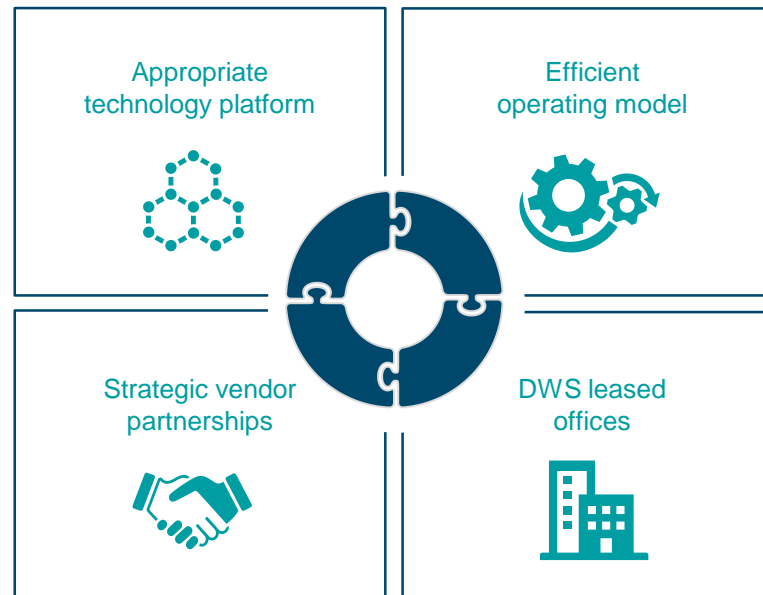 Appropriate
technology platform
Efficient
operating model
Strategic vendor
partnerships
DWS leased
offices